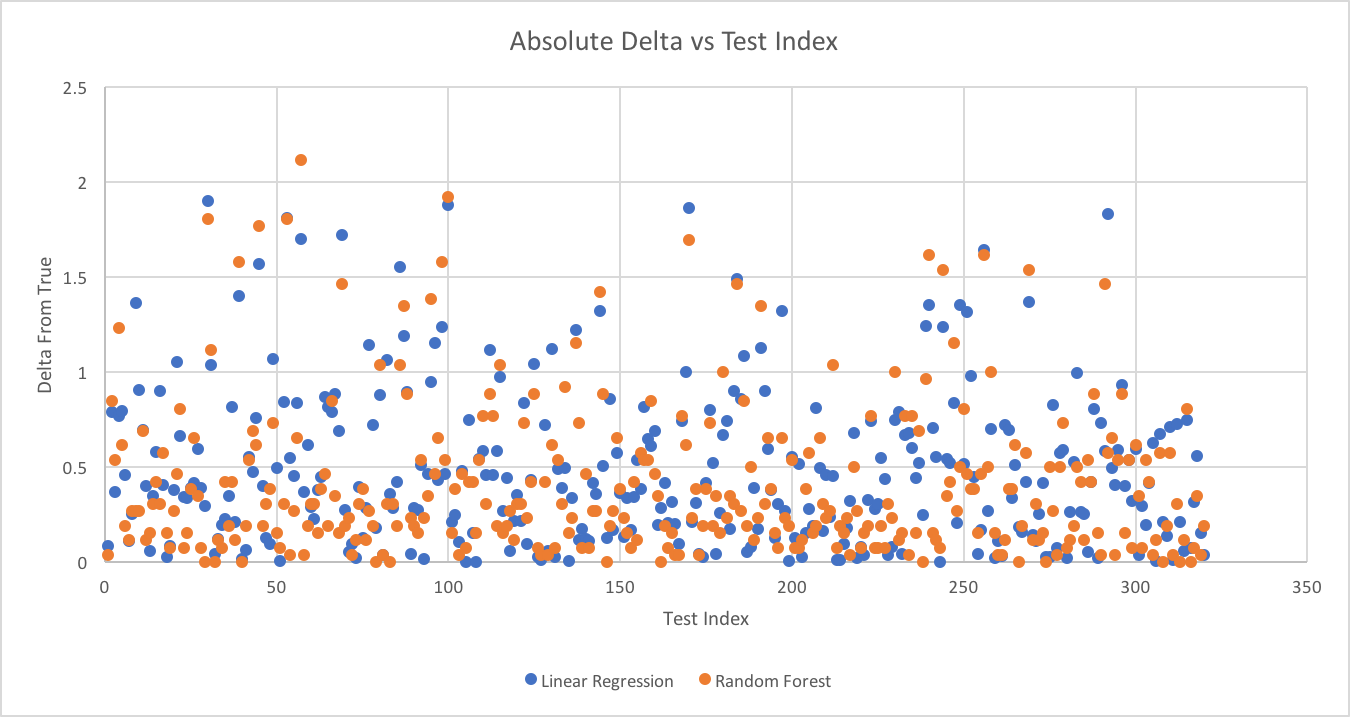 Absolute Delta vs Test Index
2.5
2
1.5
1
0.5
0
Delta From True
0 50 100 150 200 250 300 350
Test Index
Linear Regression Random Forest